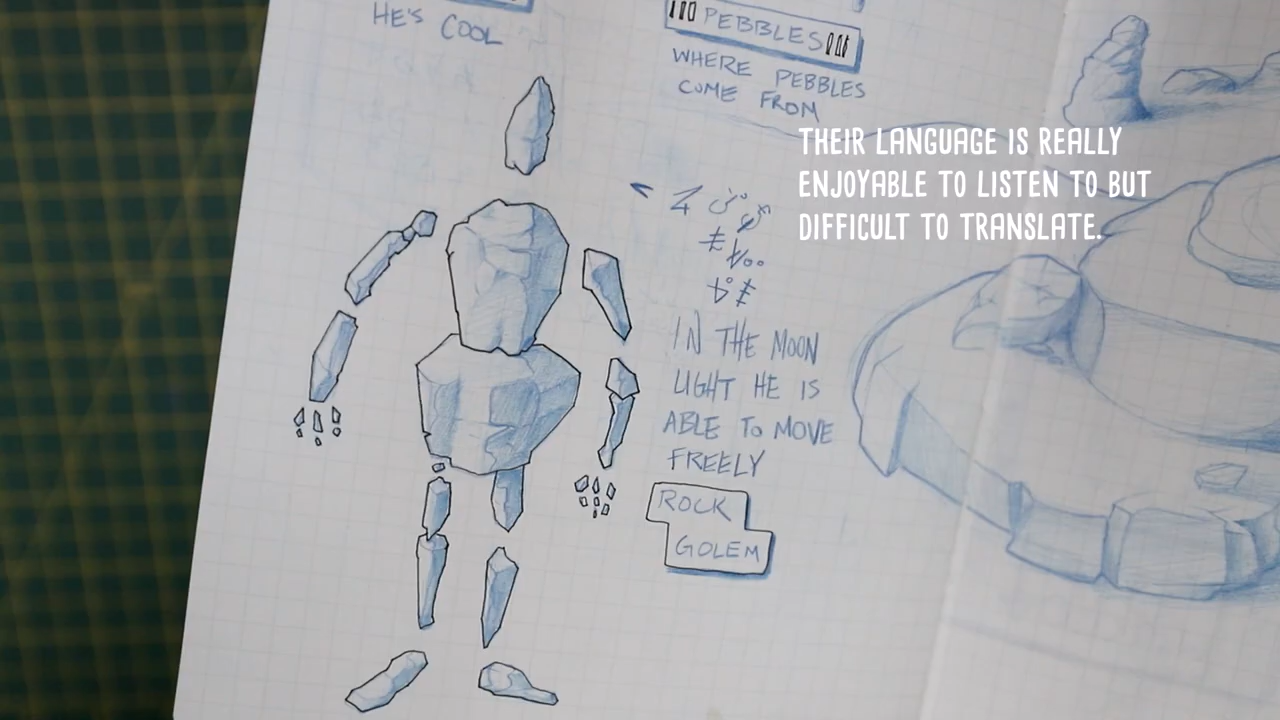 HE'S COOL
PEBBLES
WHERE PEBBLES
COME FROM
THEIR LANGUAGE IS REALLY
ENJOYABLE TO LISTEN TO BUT
DIFFICULT TO TRANSLATE.
IN THE MOON
LIGHT HE IS
ABLE TO MOVE
FREELY
ROCK
GOLEM